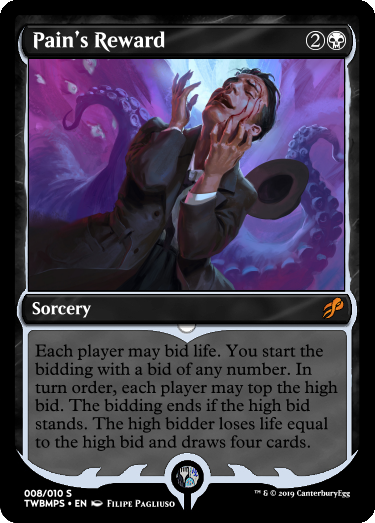 Pain's Reward 2
Sorcery
Each player may bid life. You start the
bidding with a bid of any number. In
turn order, each player may top the high
bid. The bidding ends if the high bid
stands. The high bidder loses life equal
to the high bid and draws four cards.
008/010 S
TWBMPS • EN Filipe Pagliuso
™ & © 2019 CanterburyEgg